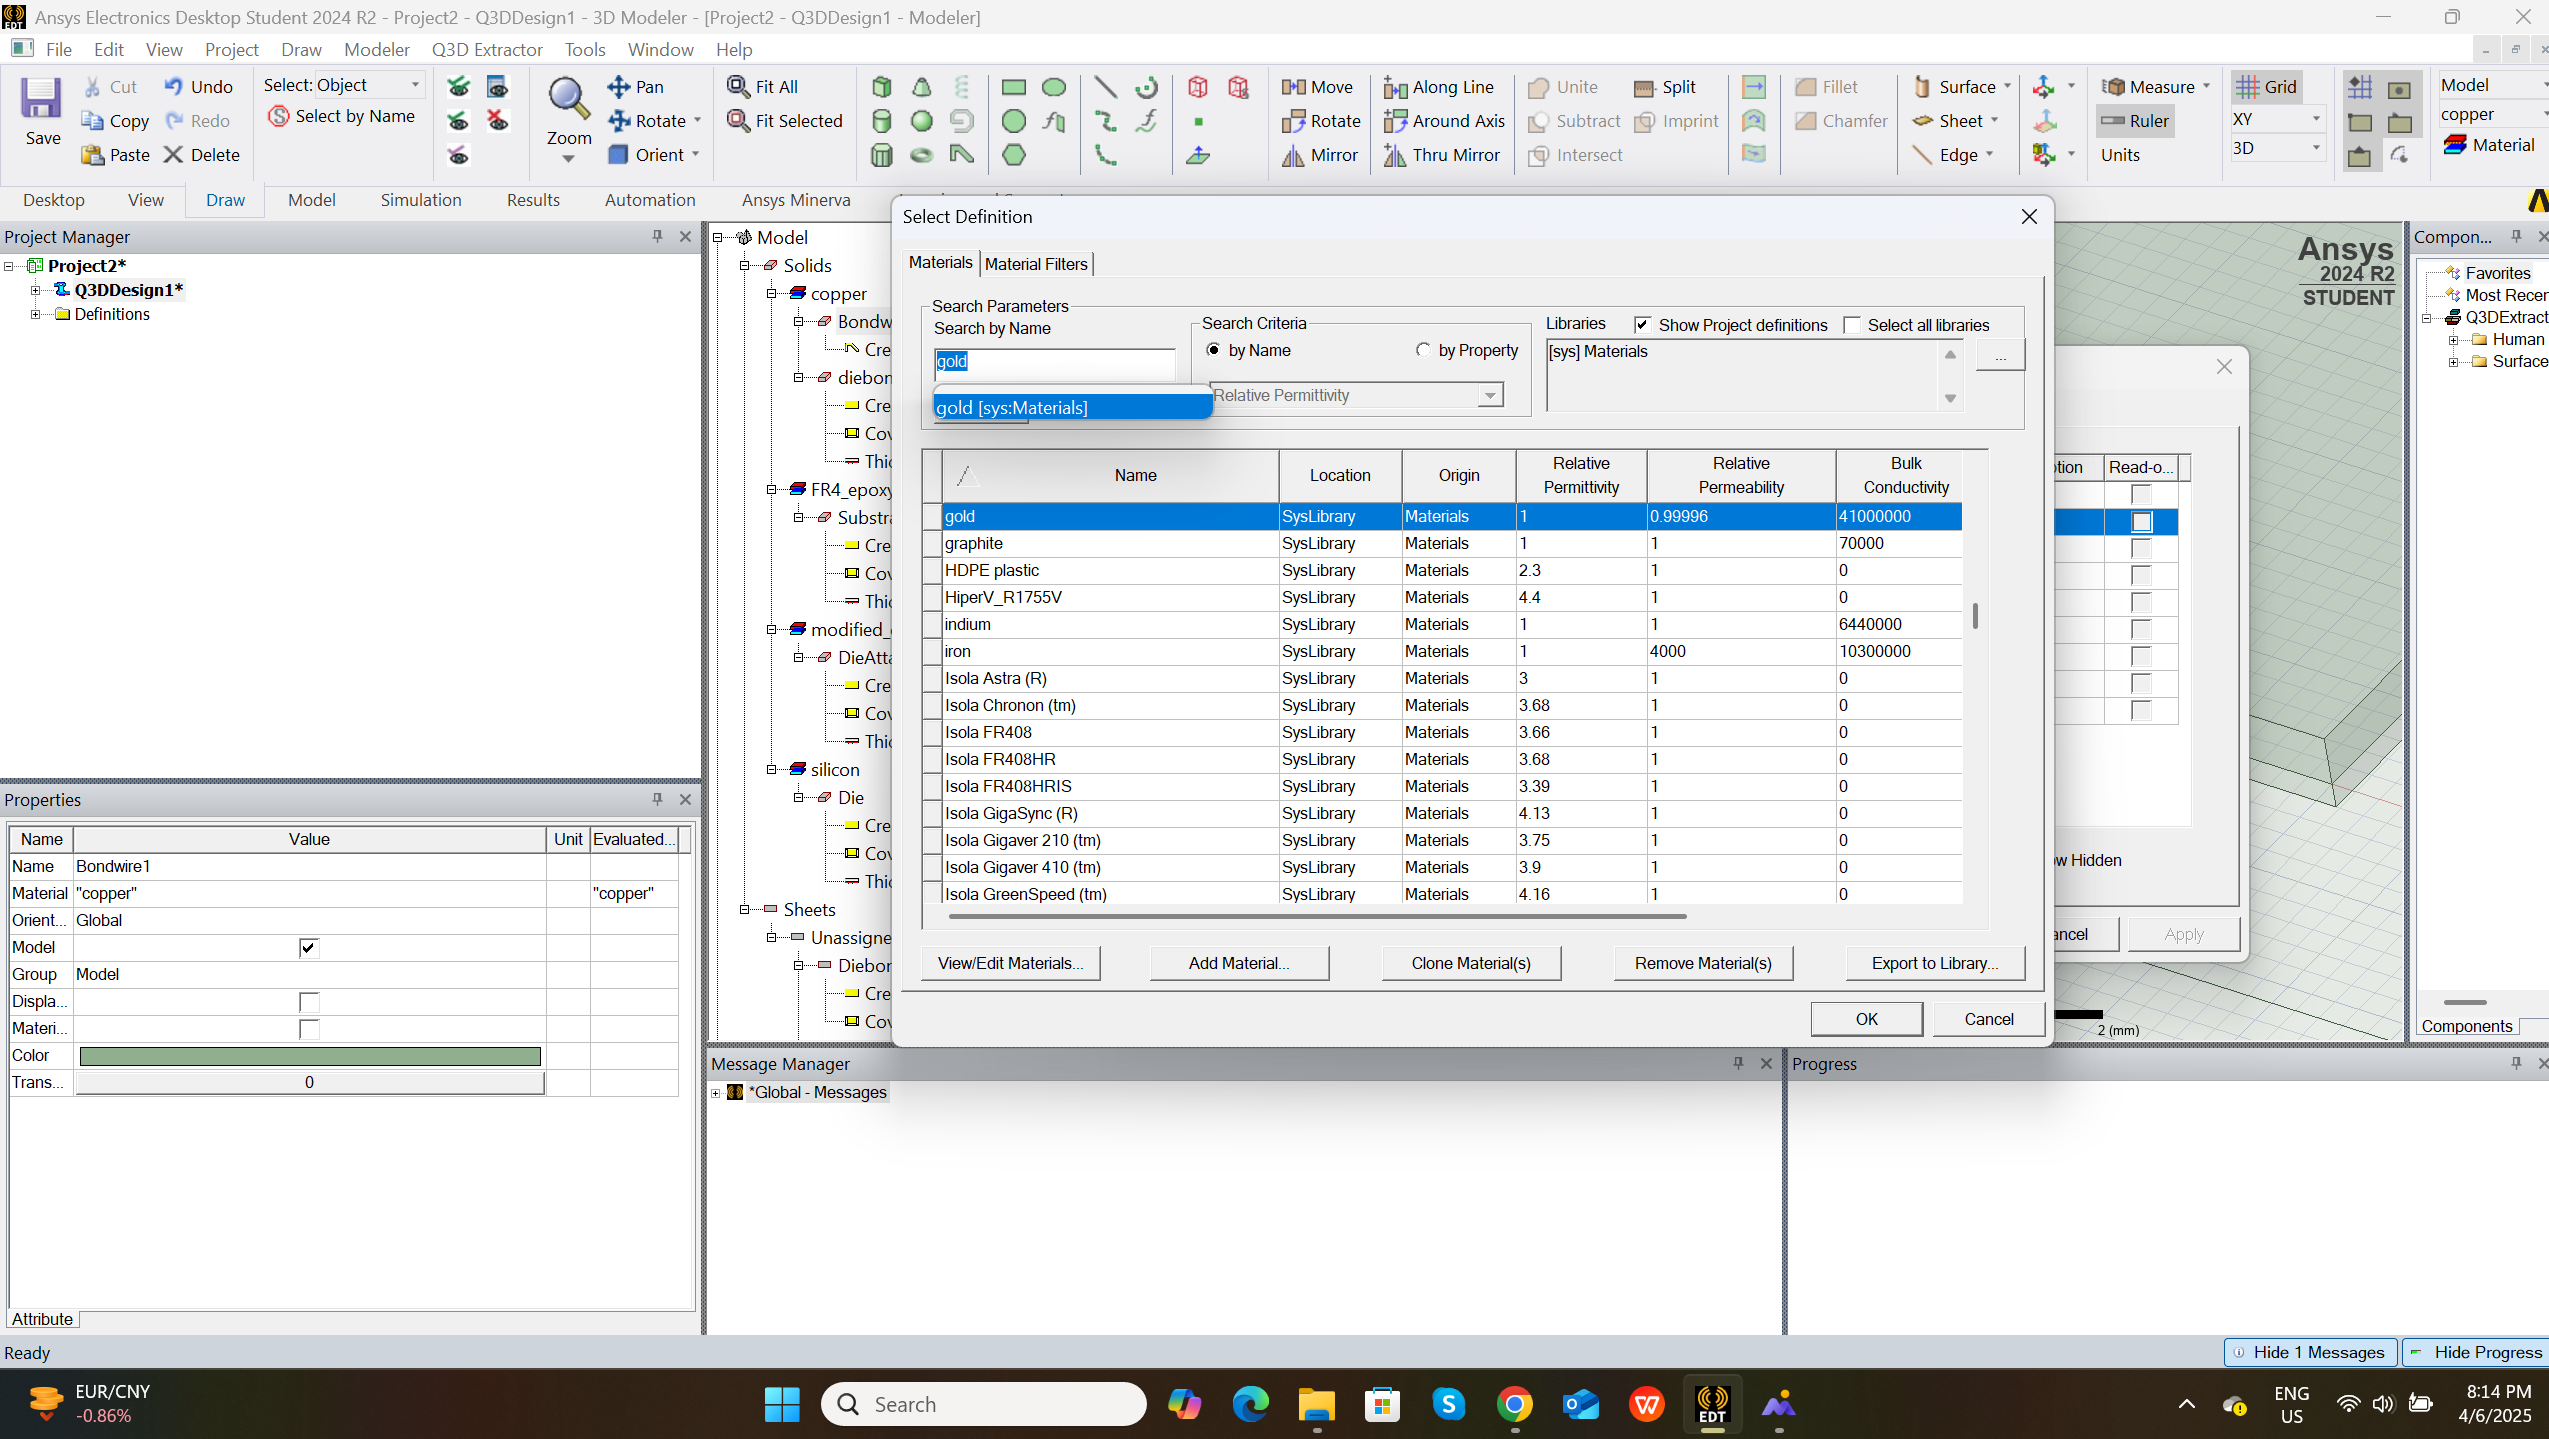 Ansys Electronics Desktop Student 2024 R2 - Project2 - Q3DDesign1 - 3D Modeler - [Project2 - Q3DDesign1 - Modeler]
File Edit View Project Draw Modeler Q3D Extractor Tools Window Help
Save
Cut
Copy
Paste
Undo
Redo
Delete
Select: Object
Select by Name
Zoom
Pan
Rotate
Orient
Fit All
Fit Selected
Move
Rotate
Mirror
Along Line
Around Axis
Thru Mirror
Unite
Subtract
Intersect
Split
Imprint
Fillet
Chamfer
Surface
Sheet
Edge
Measure
Ruler
Units
Grid
XY
3D
Model
copper
Material
Desktop View Draw Model Simulation Results Automation Ansys Minerva
Project Manager
Project2*
Q3DDesign1*
Definitions
Properties
Name Value Unit Evaluated...
Name Bondwire1
Material "copper" "copper"
Orient... Global
Model
Group Model
Displa...
Materi...
Color
Trans... 0
Attribute
Model
Solids
copper
Bondw
Cre
diebon
Cre
Cov
Thic
FR4_epoxy
Substra
Cre
Cov
Thic
modified_
DieAtta
Cre
Cov
Thic
silicon
Die
Cre
Cov
Thic
Sheets
Unassigne
Diebon
Cre
Cov
Select Definition
Materials Material Filters
Search Parameters
Search by Name
gold
gold [sys:Materials]
Search Criteria
by Name by Property
Relative Permittivity
Libraries Show Project definitions Select all libraries
[sys] Materials
...
Name Location Origin Relative Permittivity Relative Permeability Bulk Conductivity
gold SysLibrary Materials 1 0.99996 41000000
graphite SysLibrary Materials 1 1 70000
HDPE plastic SysLibrary Materials 2.3 1 0
HiperV_R1755V SysLibrary Materials 4.4 1 0
indium SysLibrary Materials 1 1 6440000
iron SysLibrary Materials 1 4000 10300000
Isola Astra (R) SysLibrary Materials 3 1 0
Isola Chronon (tm) SysLibrary Materials 3.68 1 0
Isola FR408 SysLibrary Materials 3.66 1 0
Isola FR408HR SysLibrary Materials 3.68 1 0
Isola FR408HRIS SysLibrary Materials 3.39 1 0
Isola GigaSync (R) SysLibrary Materials 4.13 1 0
Isola Gigaver 210 (tm) SysLibrary Materials 3.75 1 0
Isola Gigaver 410 (tm) SysLibrary Materials 3.9 1 0
Isola GreenSpeed (tm) SysLibrary Materials 4.16 1 0
View/Edit Materials... Add Material... Clone Material(s) Remove Material(s) Export to Library...
OK Cancel
Ansys
2024 R2
STUDENT
ption Read-o...
ow Hidden
ancel Apply
2 (mm)
Compon...
Favorites
Most Recen
Q3DExtract
Human
Surface
Components
Message Manager
*Global - Messages
Progress
Ready
Hide 1 Messages Hide Progress
EUR/CNY
-0.86%
Search
EDT
ENG
US
8:14 PM
4/6/2025